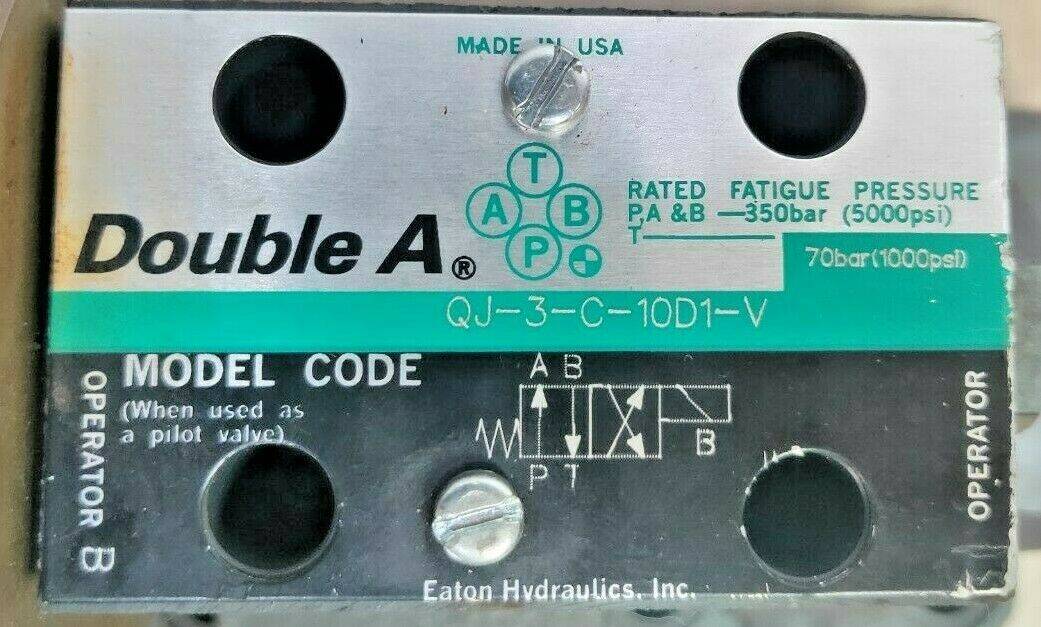 MADE IN USA
T
A B
P
RATED FATIGUE PRESSURE
P,A & B —350bar (5000psi)
T— 70bar(1000psi)
Double A®
QJ-3-C-10D1-V
MODEL CODE
(When used as
a pilot valve)
A B
B
P T
OPERATOR B
OPERATOR
Eaton Hydraulics, Inc.